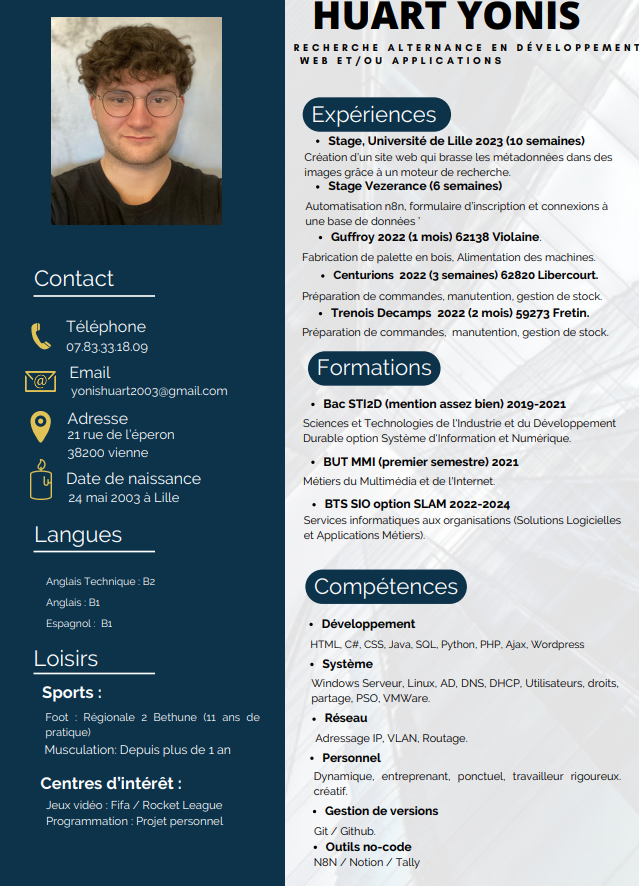 HUART YONIS
RECHERCHE ALTERNANCE EN DÉVELOPPEMENT
WEB ET/OU APPLICATIONS
Expériences
• Stage, Université de Lille 2023 (10 semaines)
Création d'un site web qui brasse les métadonnées dans des
images grâce à un moteur de recherche.
• Stage Vezerance (6 semaines)
Automatisation n8n, formulaire d'inscription et connexions à
une base de données '
• Guffroy 2022 (1 mois) 62138 Violaine.
Fabrication de palette en bois, Alimentation des machines.
• Centurions 2022 (3 semaines) 62820 Libercourt.
Préparation de commandes, manutention, gestion de stock.
• Trenois Decamps 2022 (2 mois) 59273 Fretin.
Préparation de commandes, manutention, gestion de stock.
Formations
• Bac STI2D (mention assez bien) 2019-2021
Sciences et Technologies de l'Industrie et du Développement
Durable option Système d'Information et Numérique.
• BUT MMI (premier semestre) 2021
Métiers du Multimédia et de l'Internet.
• BTS SIO option SLAM 2022-2024
Services informatiques aux organisations (Solutions Logicielles
et Applications Métiers).
Compétences
• Développement
HTML, C#, CSS, Java, SQL, Python, PHP, Ajax, Wordpress
• Système
Windows Serveur, Linux, AD, DNS, DHCP, Utilisateurs, droits,
partage, PSO, VMWare.
• Réseau
Adressage IP, VLAN, Routage.
• Personnel
Dynamique, entreprenant, ponctuel, travailleur rigoureux.
créatif.
• Gestion de versions
Git / Github.
• Outils no-code
N8N / Notion / Tally
Contact
Téléphone
07.83.33.18.09
Email
yonishuart2003@gmail.com
Adresse
21 rue de l'éperon
38200 vienne
Date de naissance
24 mai 2003 à Lille
Langues
Anglais Technique : B2
Anglais : B1
Espagnol : B1
Loisirs
Sports :
Foot : Régionale 2 Bethune (11 ans de
pratique)
Musculation: Depuis plus de 1 an
Centres d'intérêt :
Jeux vidéo : Fifa / Rocket League
Programmation : Projet personnel